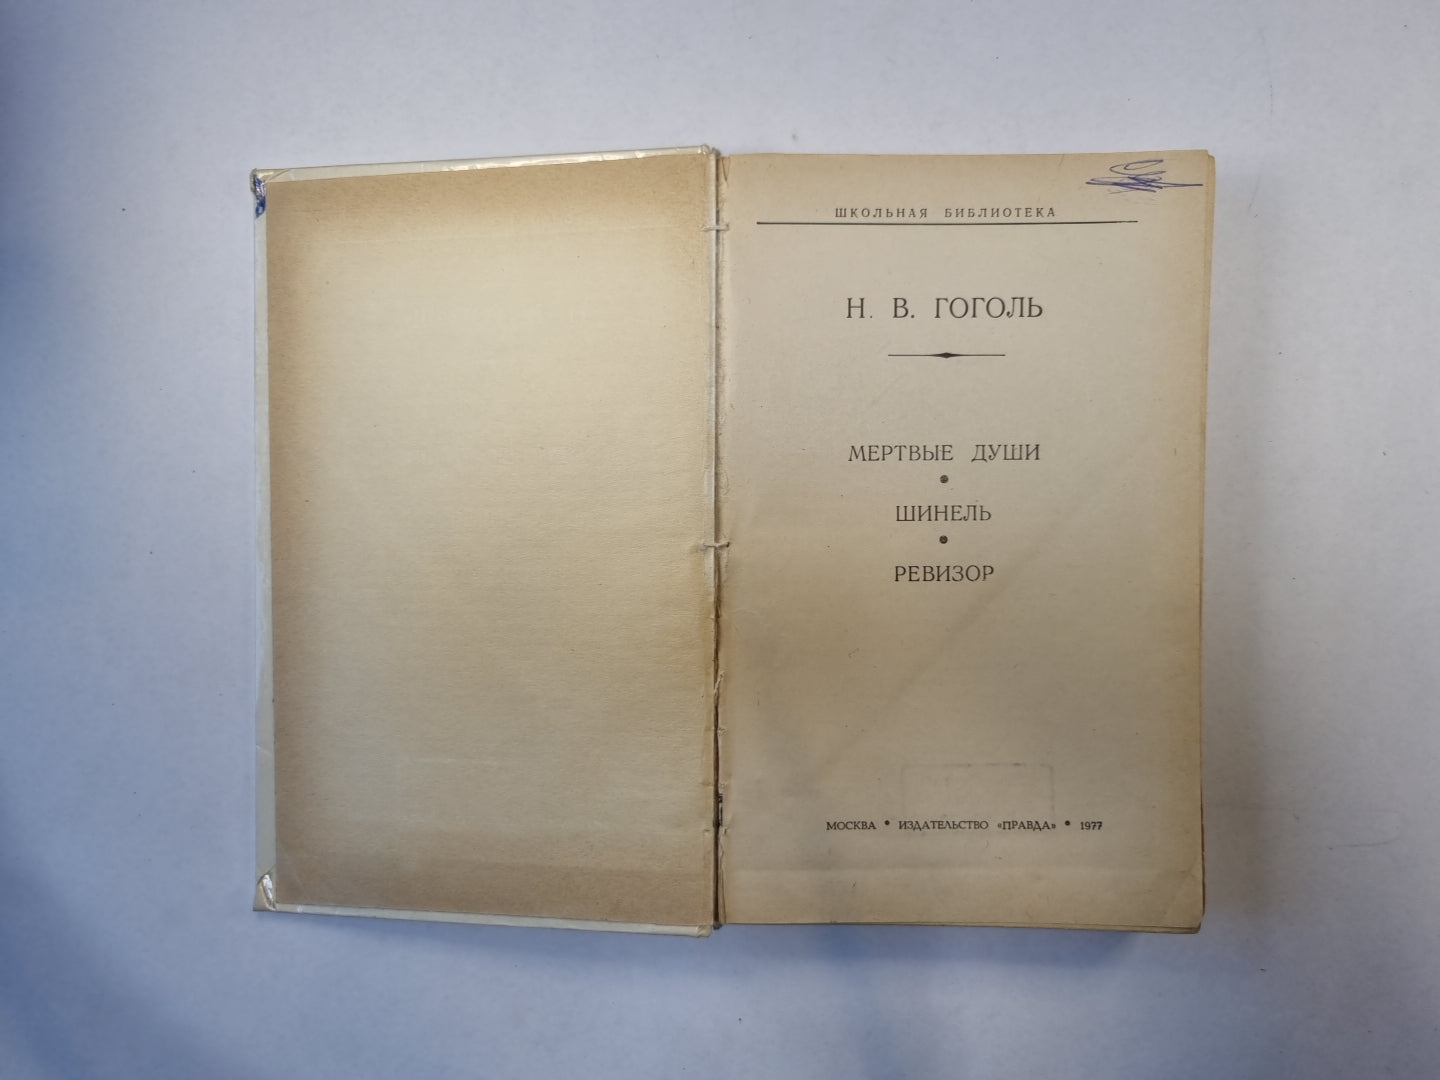 ШКОЛЬНАЯ БИБЛИОТЕКА
Н. В. ГОГОЛЬ
МЕРТВЫЕ ДУШИ
•
ШИНЕЛЬ
•
РЕВИЗОР
МОСКВА • ИЗДАТЕЛЬСТВО «ПРАВДА» • 1977